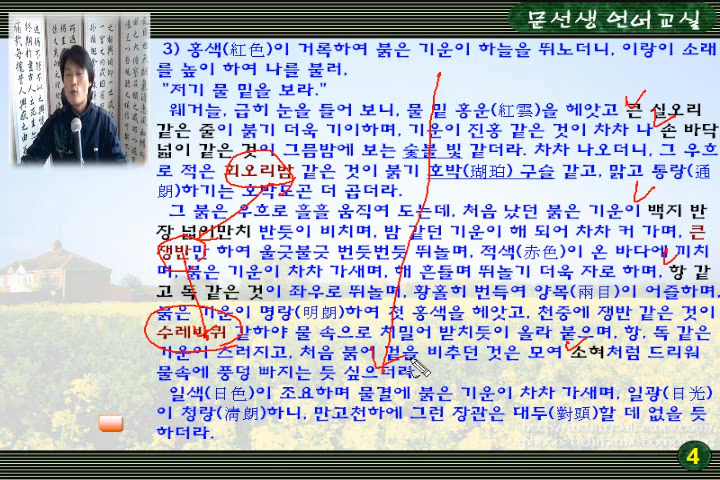 문선생 언어교실
3) 홍색(紅色)이 거룩하여 붉은 기운이 하늘을 뛰노더니, 이랑이 소래
를 높이 하여 나를 불러,
"저기 물 밑을 보라."
웨거늘, 급히 눈을 들어 보니, 물 밑 홍운(紅雲)을 헤앗고 큰 실오리
같은 줄이 붉기 더욱 기이하며, 기운이 진홍 같은 것이 차차 나 손 바닥
넓이 같은 것이 그믐밤에 보는 숯불 빛 같더라. 차차 나오더니, 그 우흐
로 적은 회오리밤 같은 것이 붉기 호박(琥珀) 구슬 같고, 맑고 통랑(通
朗)하기는 호박도곤 더 곱더라.
그 붉은 우흐로 흘흘 움직여 도는데, 처음 났던 붉은 기운이 백지 반
장 넓이만치 반듯이 비치며, 밤 같던 기운이 해 되어 차차 커 가며, 큰
쟁반만 하여 울긋불긋 번듯번듯 뛰놀며, 적색(赤色)이 온 바다에 끼치
며, 붉은 기운이 차차 가새며, 해 흔들며 뛰놀기 더욱 자로 하며, 항 같
고 독 같은 것이 좌우로 뛰놀며, 황홀히 번득여 양목(兩目)이 어즐하며,
붉은 기운이 명랑(明朗)하여 첫 홍색을 헤앗고, 천중에 쟁반 같은 것이
수레바퀴 같하야 물 속으로 치밀어 받치듯이 올라 붙으며, 항, 독 같은
기운이 스러지고, 처음 붉어 겉을 비추던 것은 모여 소혀처럼 드리워
물속에 풍덩 빠지는 듯 싶으더라.
일색(日色)이 조요하며 물결에 붉은 기운이 차차 가새며, 일광(日光)
이 청랑(淸朗)하니, 만고천하에 그런 장관은 대두(對頭)할 데 없을 듯
하더라.
4